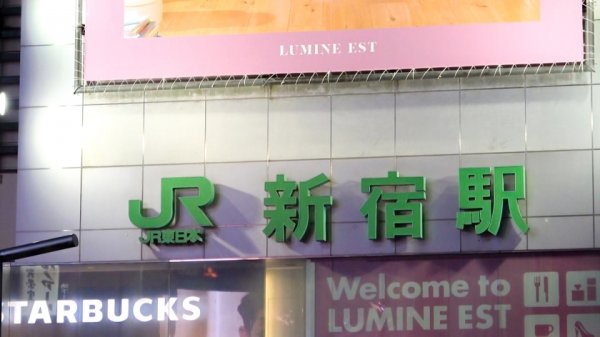 LUMINE EST
JR 新宿駅
JR東日本
STARBUCKS
Welcome to
LUMINE EST